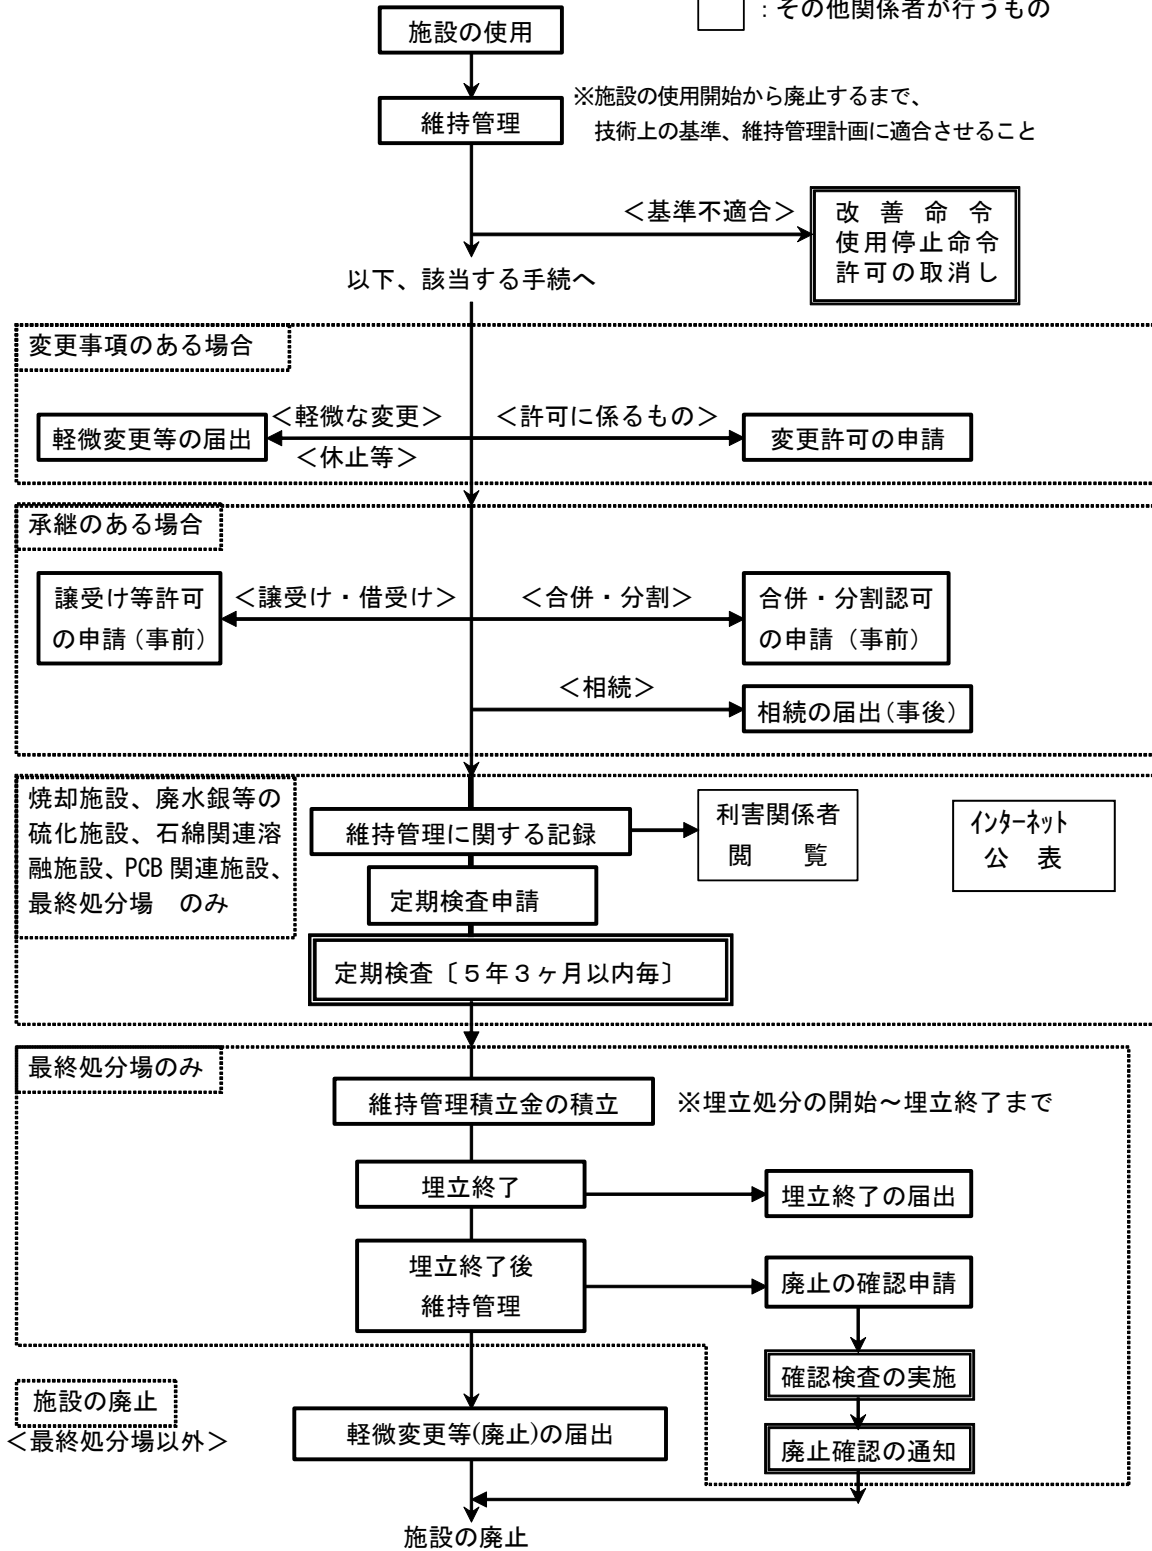 ：その他関係者が行うもの
施設の使用
維持管理
※施設の使用開始から廃止するまで、
技術上の基準、維持管理計画に適合させること
＜基準不適合＞
改善命令
使用停止命令
許可の取消し
以下、該当する手続へ
変更事項のある場合
軽微変更等の届出
＜軽微な変更＞
＜休止等＞
＜許可に係るもの＞
変更許可の申請
承継のある場合
譲受け等許可
の申請（事前）
＜譲受け・借受け＞
＜合併・分割＞
合併・分割認可
の申請（事前）
＜相続＞
相続の届出（事後）
焼却施設、廃水銀等の
硫化施設、石綿関連溶
融施設、PCB関連施設、
最終処分場　のみ
維持管理に関する記録
利害関係者
閲　　覧
インターネット
公　表
定期検査申請
定期検査〔５年３ヶ月以内毎〕
最終処分場のみ
維持管理積立金の積立
※埋立処分の開始～埋立終了まで
埋立終了
埋立終了の届出
埋立終了後
維持管理
廃止の確認申請
確認検査の実施
施設の廃止
＜最終処分場以外＞
軽微変更等(廃止)の届出
廃止確認の通知
施設の廃止